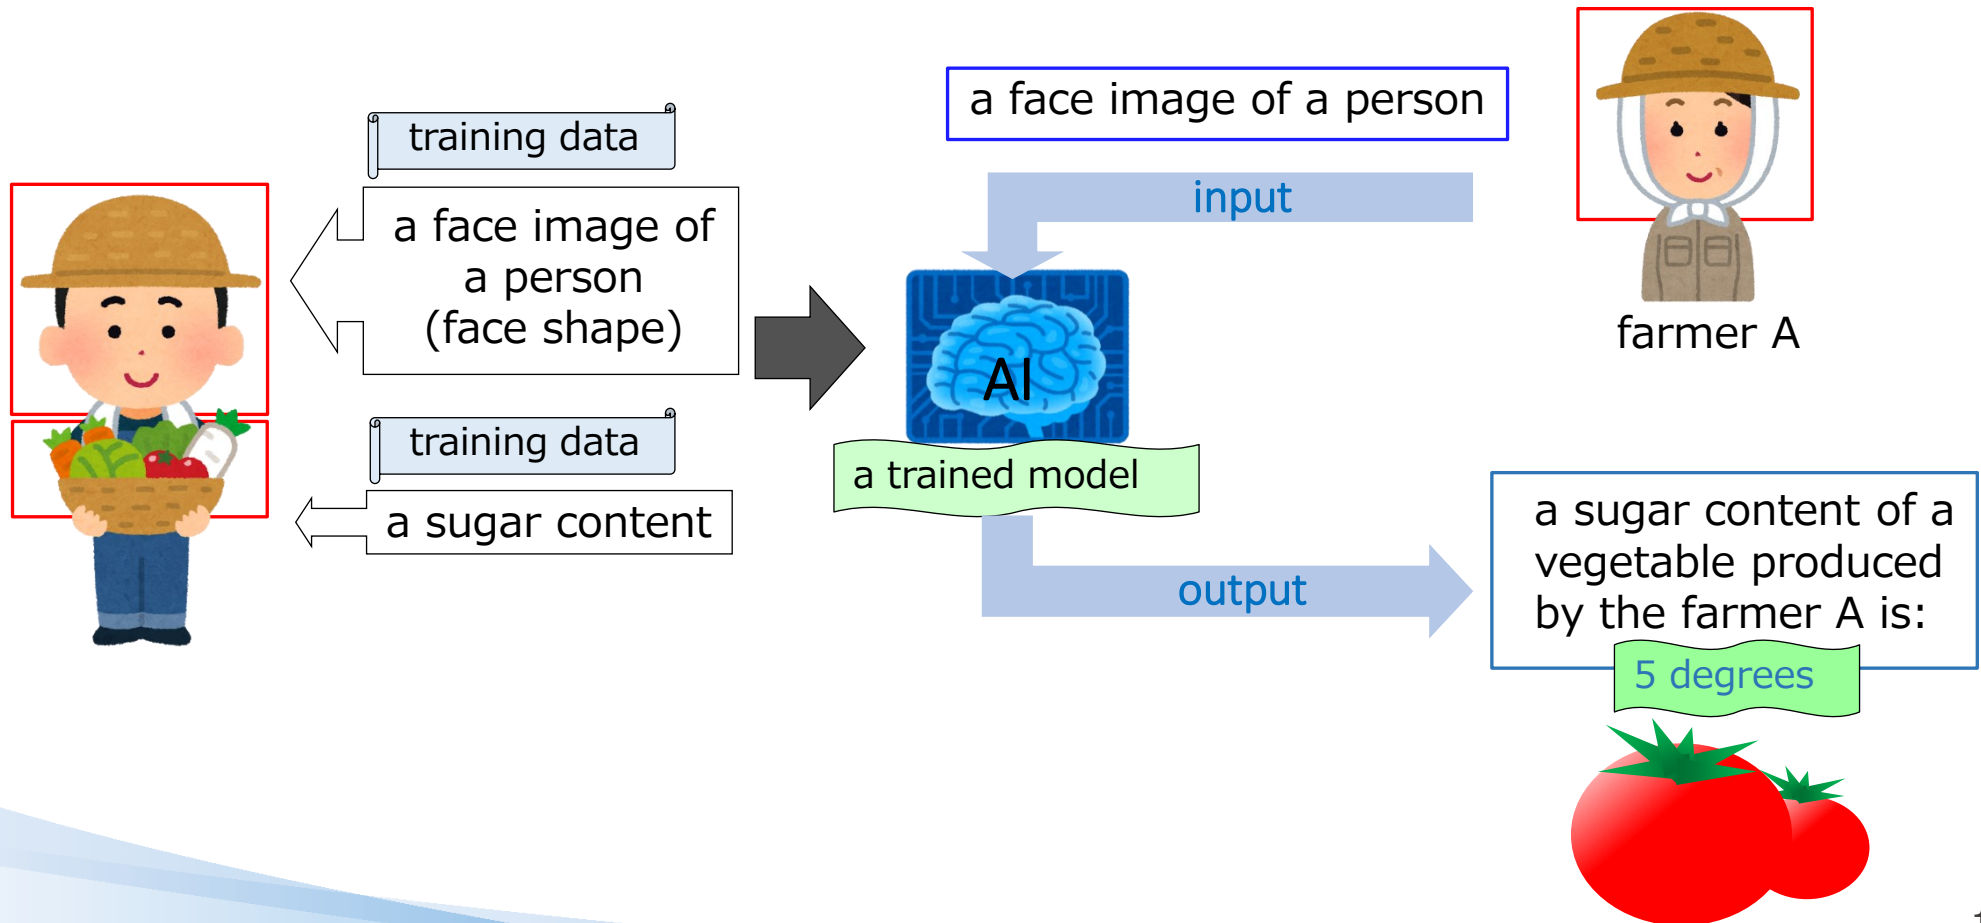 training data
a face image of
a person
(face shape)
training data
a sugar content
a face image of a person
input
farmer A
AI
a trained model
output
a sugar content of a
vegetable produced
by the farmer A is:
5 degrees